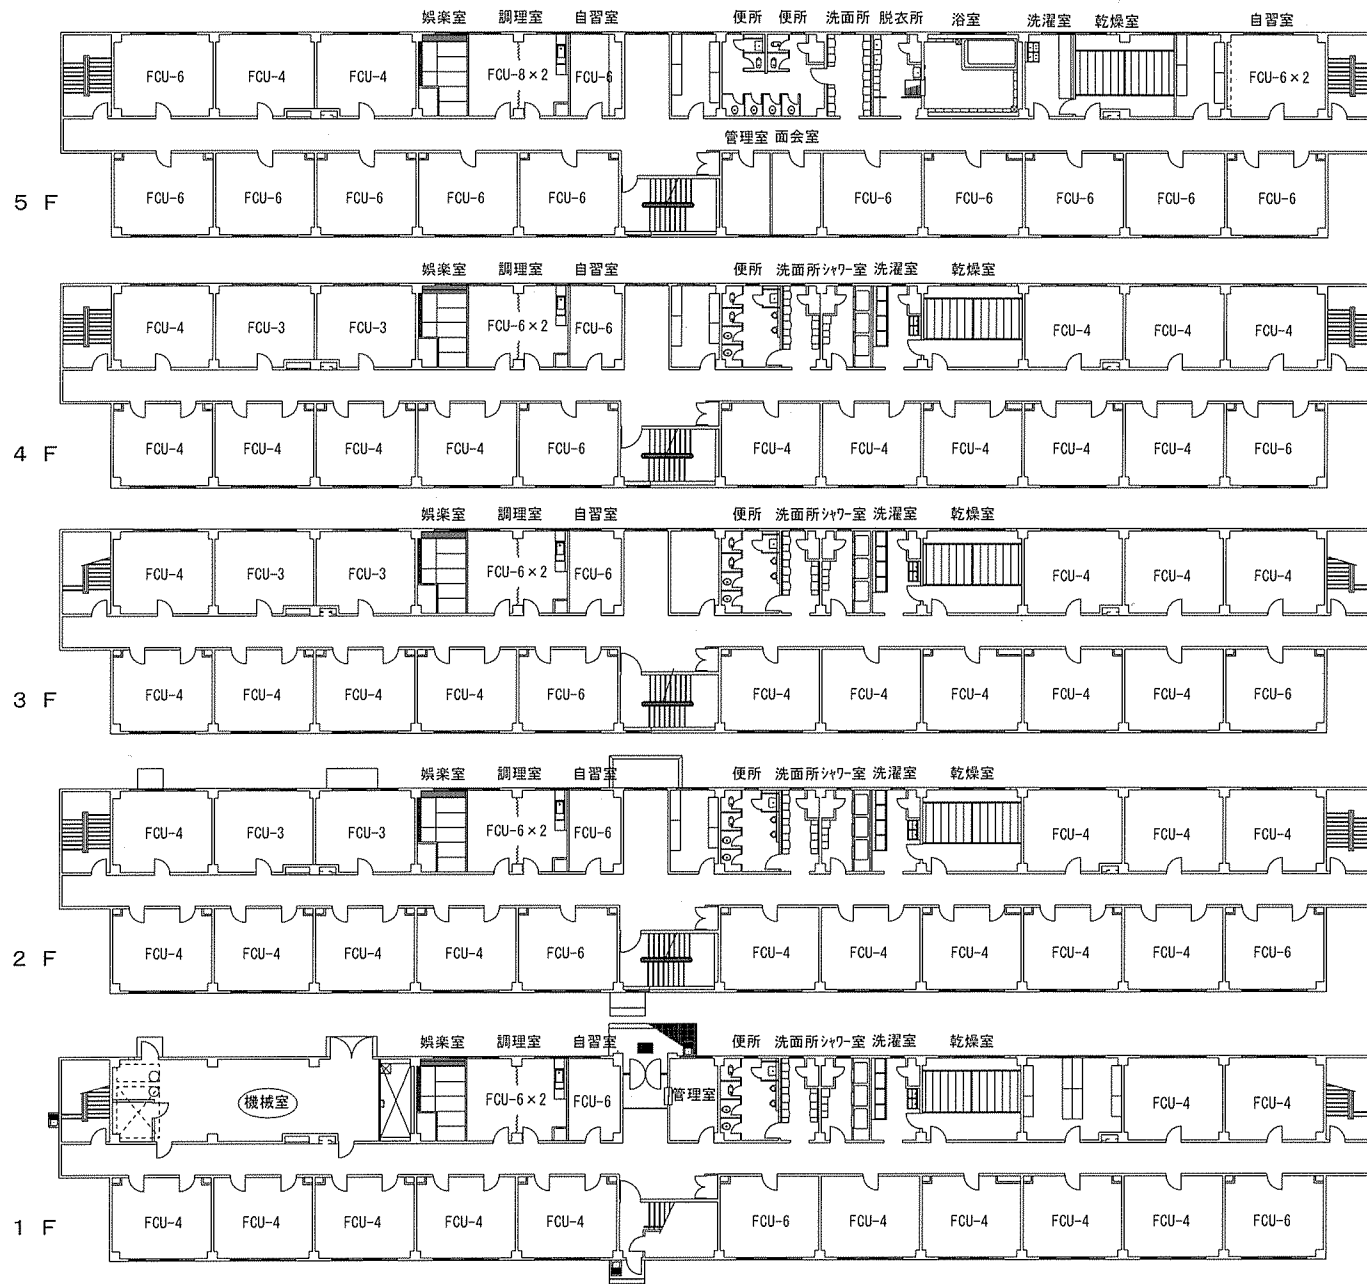 娯楽室 調理室 自習室 便所 便所 洗面所 脱衣所 浴室 洗濯室 乾燥室 自習室
FCU-6 FCU-4 FCU-4 FCU-8×2 FCU-6 FCU-6×2
管理室 面会室
5 F FCU-6 FCU-6 FCU-6 FCU-6 FCU-6 FCU-6 FCU-6 FCU-6 FCU-6 FCU-6
娯楽室 調理室 自習室 便所 洗面所 シャワー室 洗濯室 乾燥室
FCU-4 FCU-3 FCU-3 FCU-6×2 FCU-6 FCU-4 FCU-4 FCU-4
4 F FCU-4 FCU-4 FCU-4 FCU-4 FCU-6 FCU-4 FCU-4 FCU-4 FCU-4 FCU-4 FCU-6
娯楽室 調理室 自習室 便所 洗面所 シャワー室 洗濯室 乾燥室
FCU-4 FCU-3 FCU-3 FCU-6×2 FCU-6 FCU-4 FCU-4 FCU-4
3 F FCU-4 FCU-4 FCU-4 FCU-4 FCU-6 FCU-4 FCU-4 FCU-4 FCU-4 FCU-4 FCU-6
娯楽室 調理室 自習室 便所 洗面所 シャワー室 洗濯室 乾燥室
FCU-4 FCU-3 FCU-3 FCU-6×2 FCU-6 FCU-4 FCU-4 FCU-4
2 F FCU-4 FCU-4 FCU-4 FCU-4 FCU-6 FCU-4 FCU-4 FCU-4 FCU-4 FCU-4 FCU-6
娯楽室 調理室 自習室 便所 洗面所 シャワー室 洗濯室 乾燥室
機械室 FCU-6×2 FCU-6 管理室 FCU-4 FCU-4
1 F FCU-4 FCU-4 FCU-4 FCU-4 FCU-4 FCU-6 FCU-4 FCU-4 FCU-4 FCU-4 FCU-6